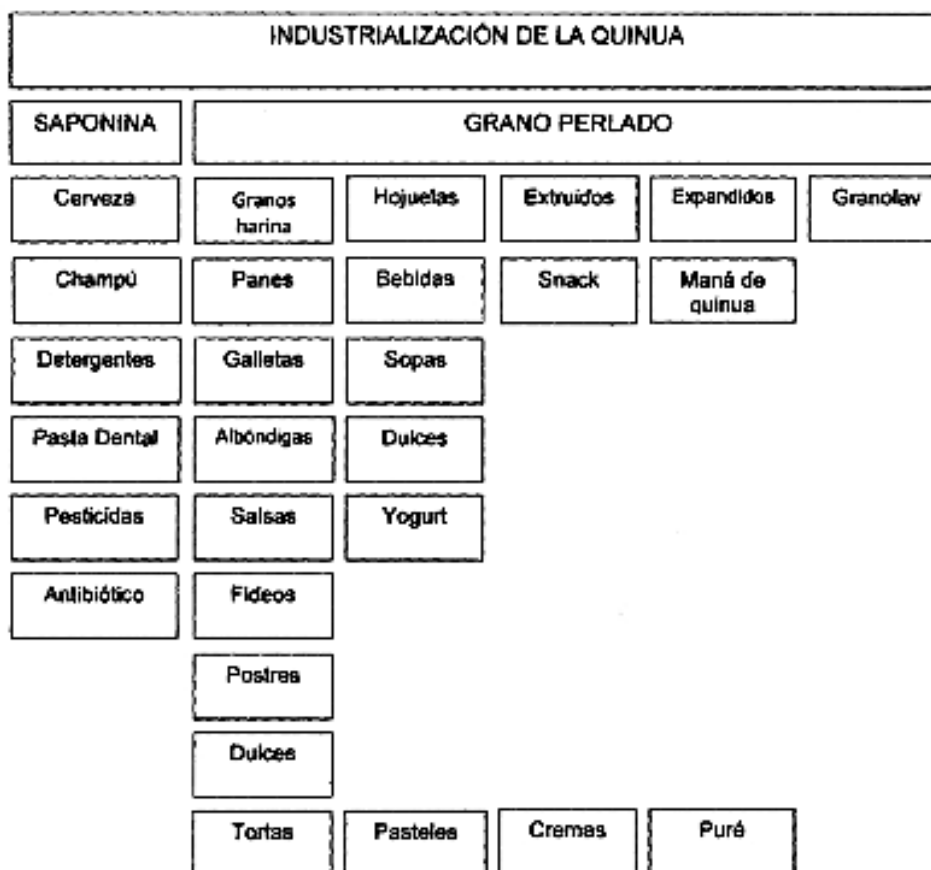 INDUSTRIALIZACIÓN DE LA QUINUA
SAPONINA GRANO PERLADO
Cerveza Granos Hojuelas Extruidos Expandidos Granolav
harina
Champú Panes Bebidas Snack Maná de
quinua
Detergentes Galletas Sopas
Pasta Dental Albóndigas Dulces
Pesticidas Salsas Yogurt
Antibiótico Fideos
Postres
Dulces
Tortas Pasteles Cremas Puré